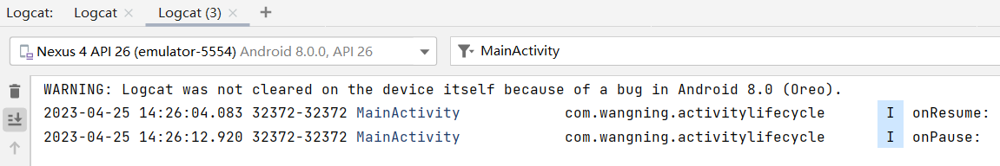 Logcat: Logcat Logcat (3)
Nexus 4 API 26 (emulator-5554) Android 8.0.0, API 26 MainActivity
WARNING: Logcat was not cleared on the device itself because of a bug in Android 8.0 (Oreo).
2023-04-25 14:26:04.083 32372-32372 MainActivity com.wangning.activitylifecycle I onResume:
2023-04-25 14:26:12.920 32372-32372 MainActivity com.wangning.activitylifecycle I onPause: